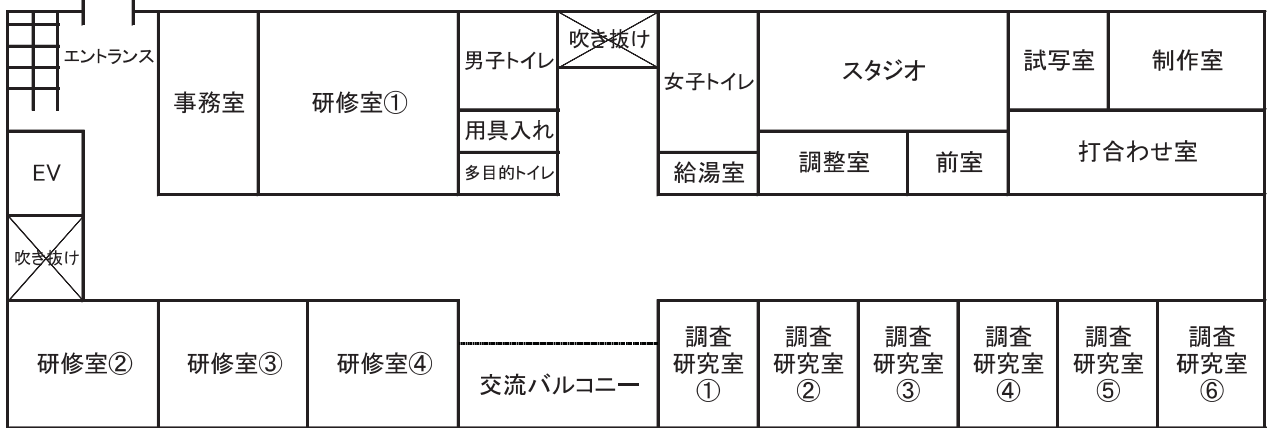 エントランス
事務室
研修室①
男子トイレ
用具入れ
多目的トイレ
吹き抜け
女子トイレ
給湯室
スタジオ
調整室
前室
試写室
制作室
打合わせ室
EV
吹き抜け
研修室②
研修室③
研修室④
交流バルコニー
調査
研究室
①
調査
研究室
②
調査
研究室
③
調査
研究室
④
調査
研究室
⑤
調査
研究室
⑥